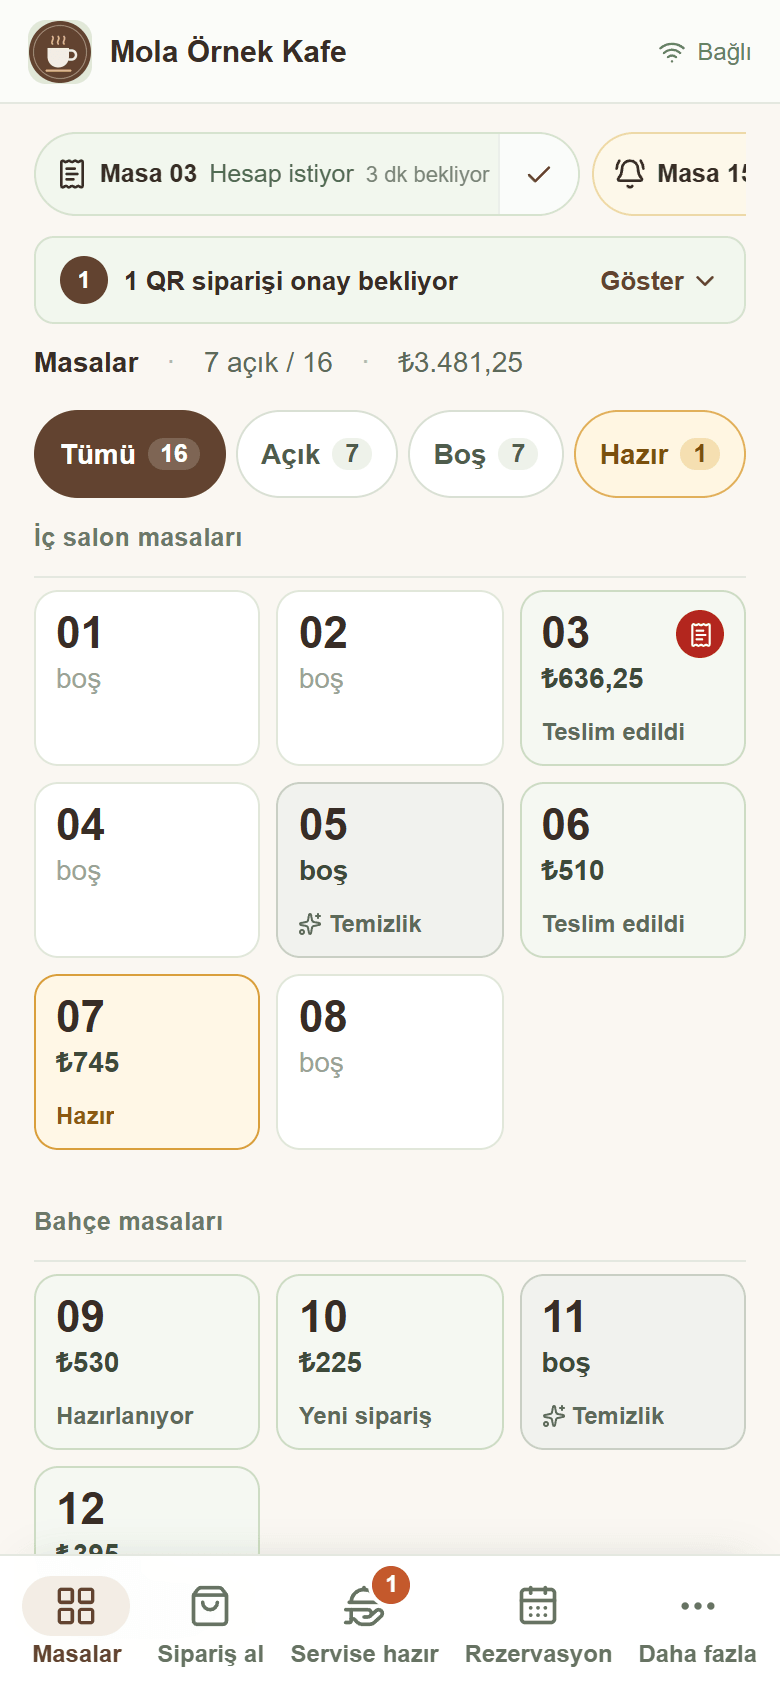 Mola Örnek Kafe
Bağlı
Masa 03 Hesap istiyor 3 dk bekliyor
Masa 15
1 1 QR siparişi onay bekliyor Göster
Masalar · 7 açık / 16 · ₺3.481,25
Tümü 16 Açık 7 Boş 7 Hazır 1
İç salon masaları
01
boş
02
boş
03
₺636,25
Teslim edildi
04
boş
05
boş
Temizlik
06
₺510
Teslim edildi
07
₺745
Hazır
08
boş
Bahçe masaları
09
₺530
Hazırlanıyor
10
₺225
Yeni sipariş
11
boş
Temizlik
12
₺395
1
Masalar Sipariş al Servise hazır Rezervasyon Daha fazla